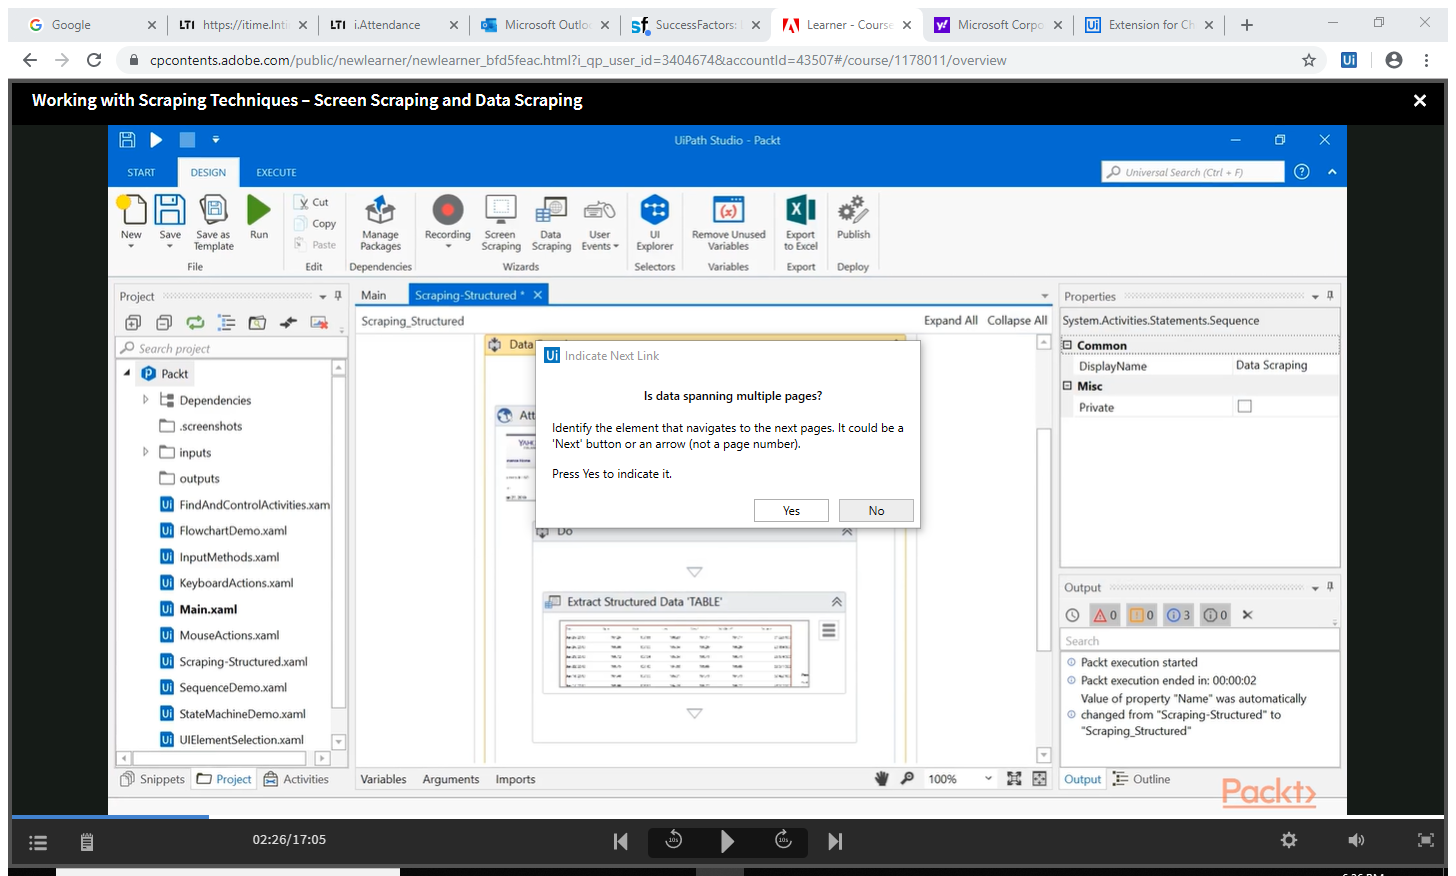 Google
https://itime.lnti
i.Attendance
Microsoft Outlo
SuccessFactors:
Learner - Course
Microsoft Corpo
Extension for Ch
cpcontents.adobe.com/public/newlearner/newlearner_bfd5feac.html?i_qp_user_id=3404674&accountId=43507#/course/1178011/overview
Working with Scraping Techniques – Screen Scraping and Data Scraping
UiPath Studio - Packt
START
DESIGN
EXECUTE
Universal Search (Ctrl + F)
New
Save
Save as Template
Run
File
Cut
Copy
Paste
Edit
Manage Packages
Dependencies
Recording
Screen Scraping
Data Scraping
User Events
Wizards
UI Explorer
Selectors
Remove Unused Variables
Variables
Export to Excel
Export
Publish
Deploy
Project
Search project
Packt
Dependencies
.screenshots
inputs
outputs
FindAndControlActivities.xam
FlowchartDemo.xaml
InputMethods.xaml
KeyboardActions.xaml
Main.xaml
MouseActions.xaml
Scraping-Structured.xaml
SequenceDemo.xaml
StateMachineDemo.xaml
UIElementSelection.xaml
Snippets
Project
Activities
Main
Scraping-Structured *
Scraping_Structured
Expand All
Collapse All
Data
Att
Indicate Next Link
Is data spanning multiple pages?
Identify the element that navigates to the next pages. It could be a
'Next' button or an arrow (not a page number).
Press Yes to indicate it.
Yes
No
Do
Extract Structured Data 'TABLE'
Variables
Arguments
Imports
100%
Properties
System.Activities.Statements.Sequence
Common
DisplayName
Data Scraping
Misc
Private
Output
0
0
3
0
Search
Packt execution started
Packt execution ended in: 00:00:02
Value of property "Name" was automatically
changed from "Scraping-Structured" to
"Scraping_Structured"
Output
Outline
Packt
02:26/17:05